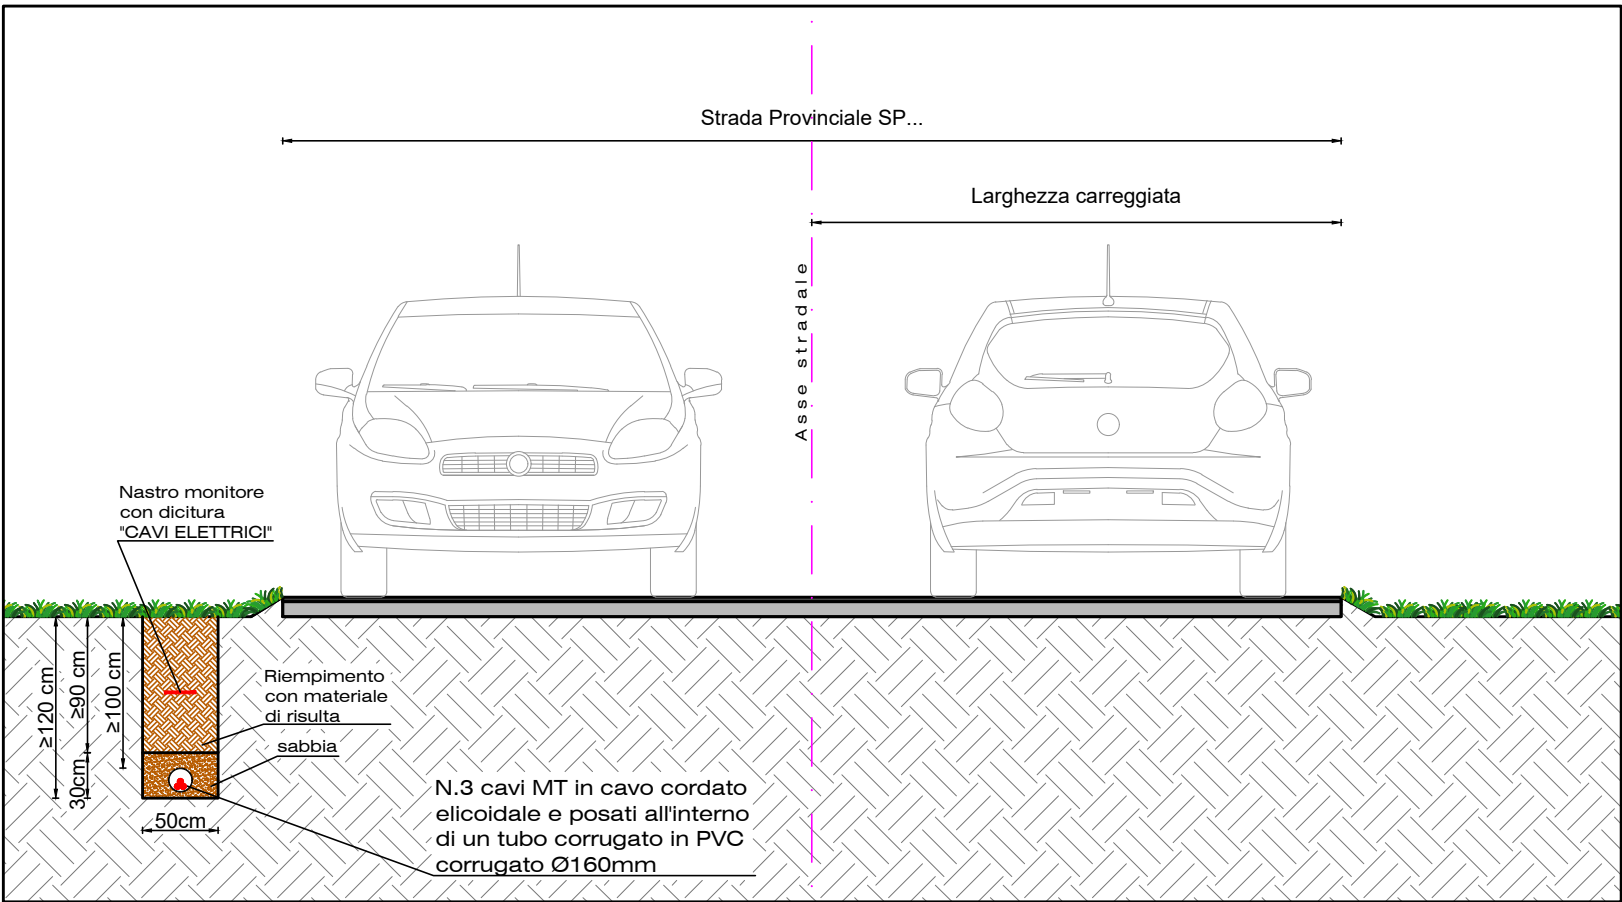 Strada Provinciale SP...
Larghezza carreggiata
Asse stradale
Nastro monitore
con dicitura
"CAVI ELETTRICI"
≥120 cm
≥90 cm
≥100 cm
30cm
50cm
Riempimento
con materiale
di risulta
sabbia
N.3 cavi MT in cavo cordato
elicoidale e posati all'interno
di un tubo corrugato in PVC
corrugato Ø160mm